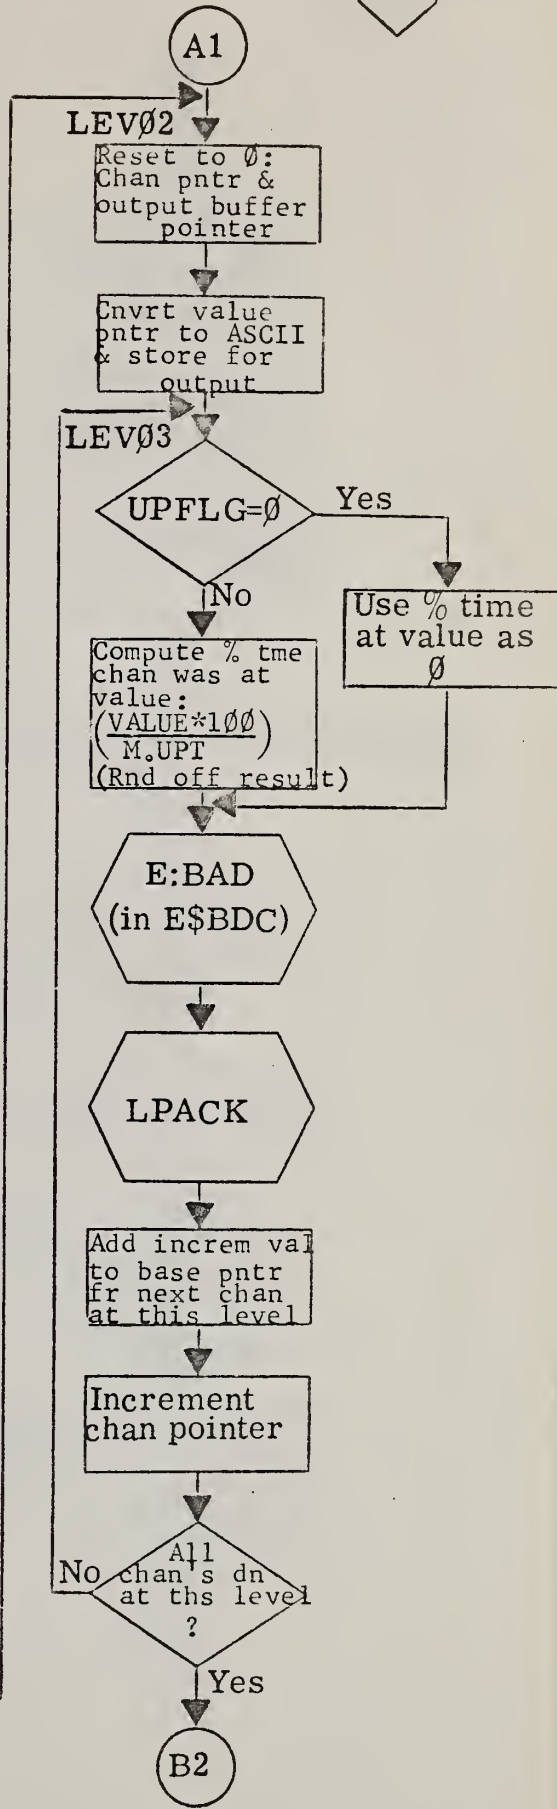 A1
LEVØ2
Reset to Ø:
Chan pntr &
output buffer
pointer
Cnvrt value
pntr to ASCII
& store for
output
LEVØ3
UPFLG=Ø
Yes
No
Use % time
at value as
Ø
Compute % tme
chan was at
value:
(VALUE*1ØØ
M.UPT)
(Rnd off result)
E:BAD
(in E$BDC)
LPACK
Add increm val
to base pntr
fr next chan
at this level
Increment
chan pointer
No
All
chan's dn
at ths level
?
Yes
B2